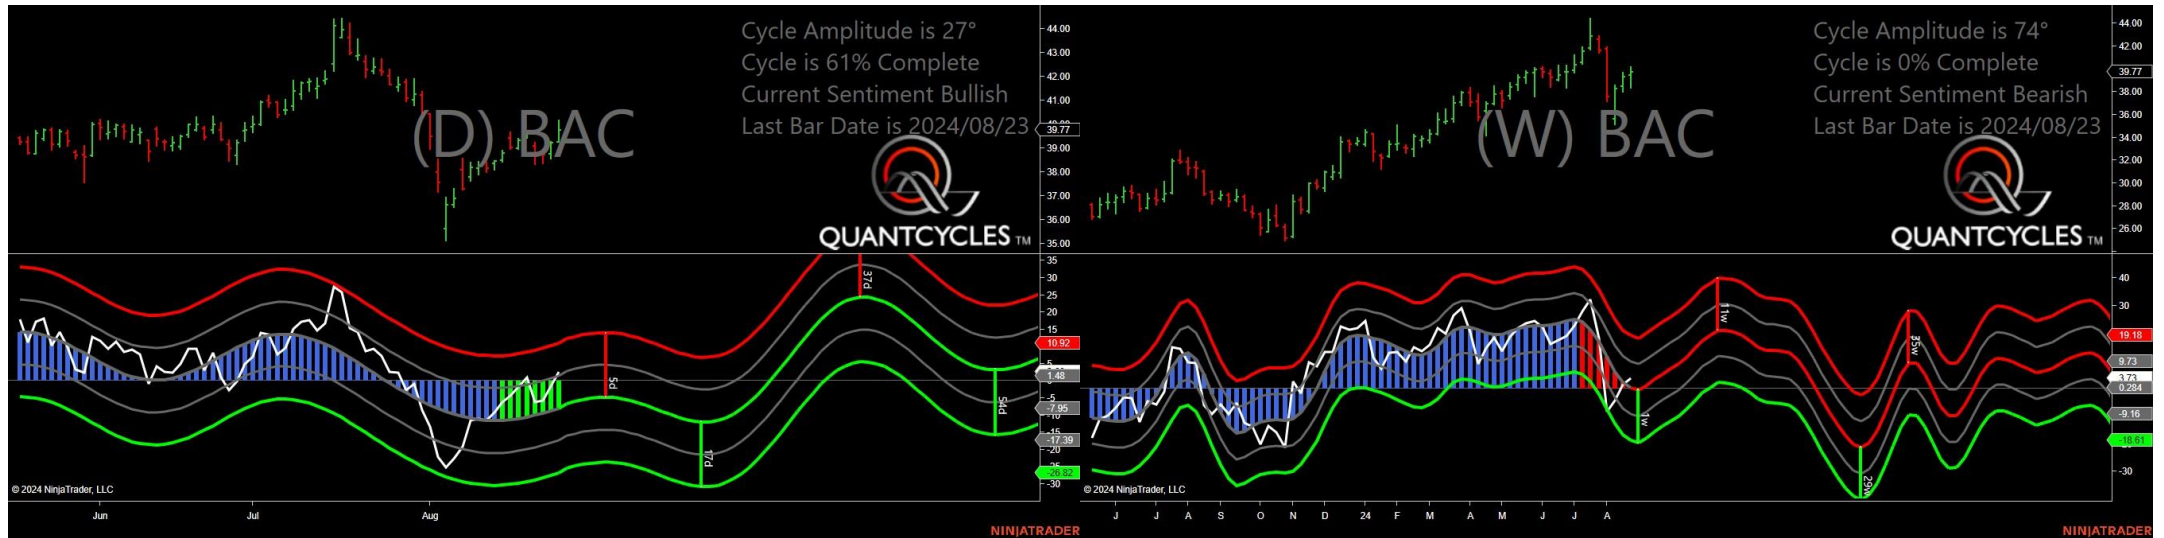 Cycle Amplitude is 27°
Cycle is 61% Complete
Current Sentiment Bullish
Last Bar Date is 2024/08/23
(D) BAC
QUANTCYCLES TM
44.00
43.00
42.00
41.00
39.77
39.00
38.00
37.00
36.00
35.00
35
30
25
20
15
10.92
5
1.48
-5
-7.95
-10
-15
-17.39
-20
-26.82
-30
5d
17d
37d
54d
© 2024 NinjaTrader, LLC
Jun
Jul
Aug
NINJATRADER
Cycle Amplitude is 74°
Cycle is 0% Complete
Current Sentiment Bearish
Last Bar Date is 2024/08/23
(W) BAC
QUANTCYCLES TM
44.00
42.00
39.77
38.00
36.00
34.00
32.00
30.00
28.00
26.00
40
30
19.18
9.73
3.73
0.284
-9.16
-18.61
-30
1w
11w
29w
35w
© 2024 NinjaTrader, LLC
J
J
A
S
O
N
D
24
F
M
A
M
J
J
A
NINJATRADER